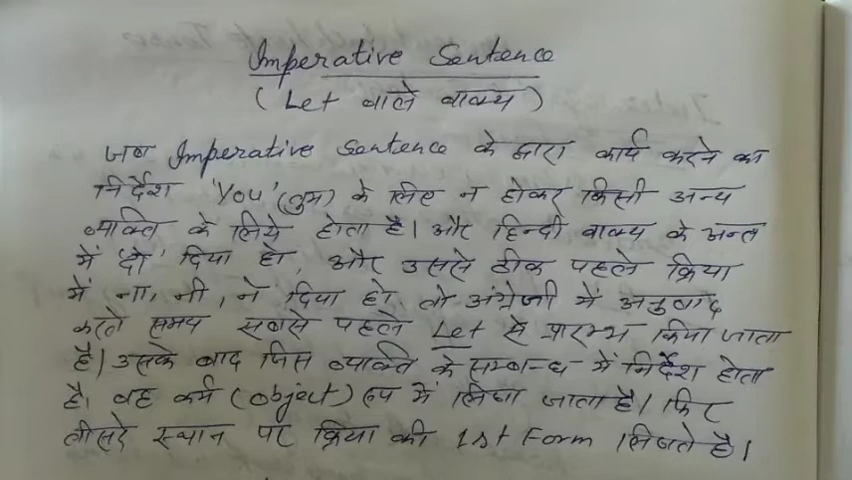 Imperative Sentence
(Let वाले वाक्य)
जब Imperative Sentence के द्वारा कार्य करने का
निर्देश 'You' (तुम) के लिए न होकर किसी अन्य
व्यक्ति के लिये होता है। और हिन्दी वाक्य के अन्त
में 'दो' दिया हो, और उससे ठीक पहले क्रिया
में ना, नी, ने दिया हो, तो अंग्रेजी में अनुवाद
करते समय सबसे पहले Let से प्रारम्भ किया जाता
है। उसके बाद जिस व्यक्ति के सम्बन्ध में निर्देश होता
है। वह कर्म (object) रूप में लिखा जाता है। फिर
तीसरे स्थान पर क्रिया की 1st Form लिखते है।